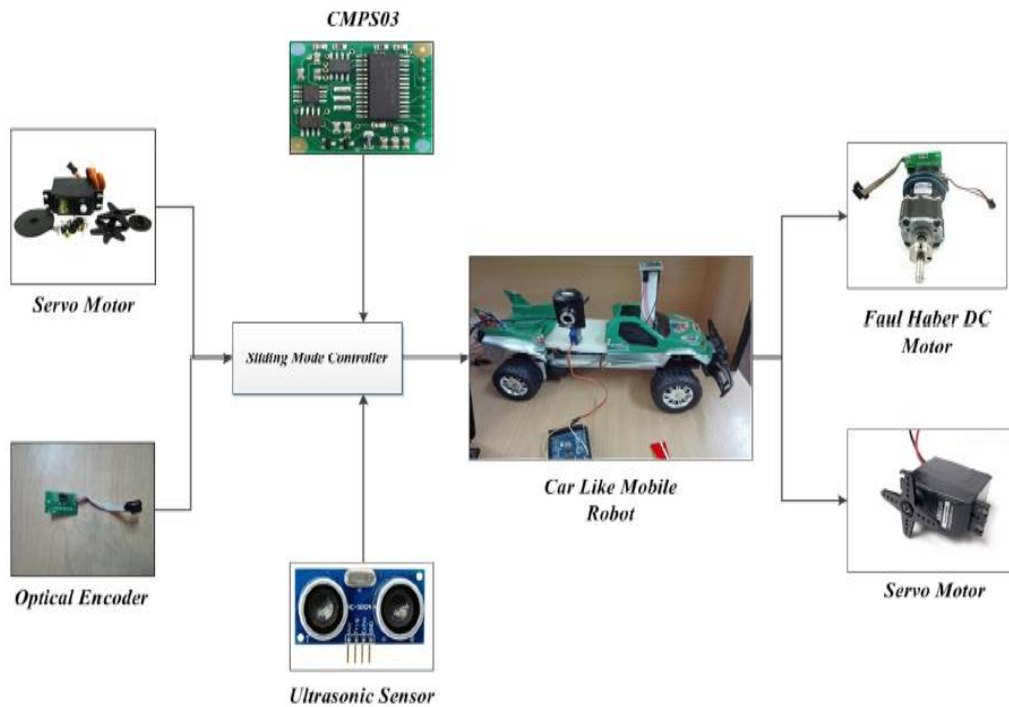 CMPS03
Servo Motor
Sliding Mode Controller
Faul Haber DC
Motor
Optical Encoder
Car Like Mobile
Robot
Servo Motor
Ultrasonic Sensor